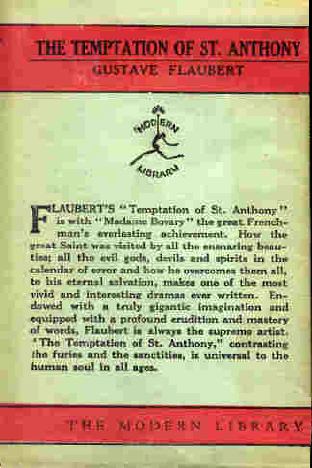 THE TEMPTATION OF ST. ANTHONY
GUSTAVE FLAUBERT
MODERN
LIBRARY
FLAUBERT'S "Temptation of St. Anthony"
is with "Madame Bovary" the great French-
man's everlasting achievement. How the
great Saint was visited by all the ensnaring beau-
ties; all the evil gods, devils and spirits in the
calendar of error and how he overcomes them all,
to his eternal salvation, makes one of the most
vivid and interesting dramas ever written. En-
dowed with a truly gigantic imagination and
equipped with a profound erudition and mastery
of words, Flaubert is always the supreme artist.
"The Temptation of St. Anthony," contrasting
the furies and the sanctities, is universal to the
human soul in all ages.
THE MODERN LIBRARY